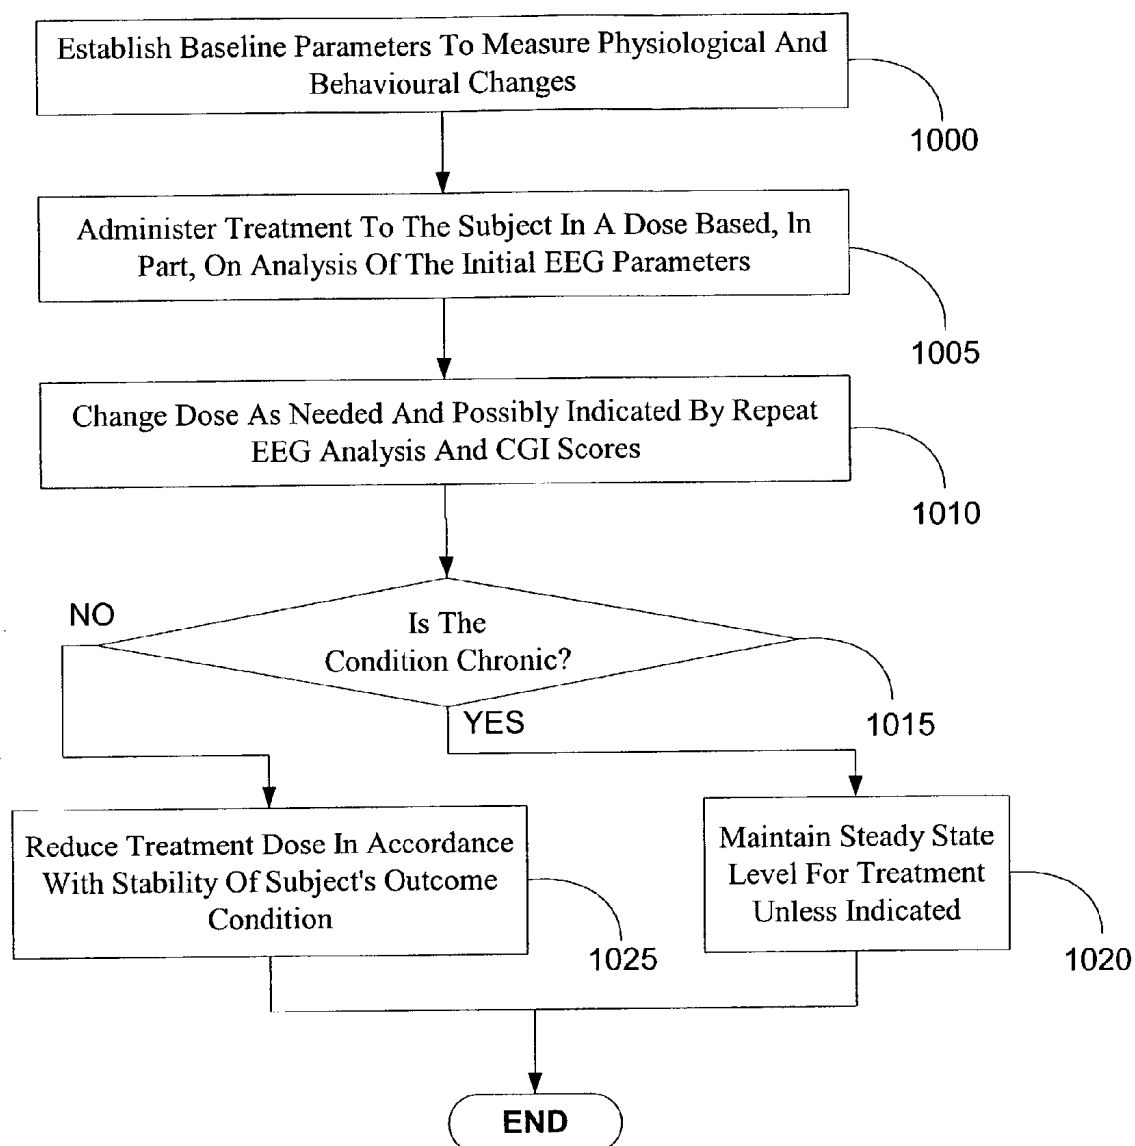 Establish Baseline Parameters To Measure Physiological And
Behavioural Changes
1000
Administer Treatment To The Subject In A Dose Based, In
Part, On Analysis Of The Initial EEG Parameters
1005
Change Dose As Needed And Possibly Indicated By Repeat
EEG Analysis And CGI Scores
1010
NO
Is The
Condition Chronic?
YES
1015
Reduce Treatment Dose In Accordance
With Stability Of Subject's Outcome
Condition
1025
Maintain Steady State
Level For Treatment
Unless Indicated
1020
END